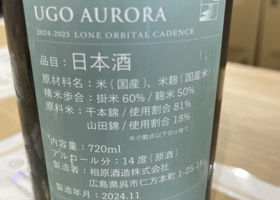 UGO AURORA
2024-2025 LONE ORBITAL CADENCE
品目：日本酒
原材料名：米（国産）、米麹（国産米）
精米歩合：掛米 60% / 麹米 50%
原料米：千本錦 / 使用割合 81%
山田錦 / 使用割合 18%
※小数点以下切り捨て
内容量：720ml
アルコール分：14度（原酒）
製造者：相原酒造株式会社
広島県呉市仁方本町 1-25-15
製造年月：2024.11